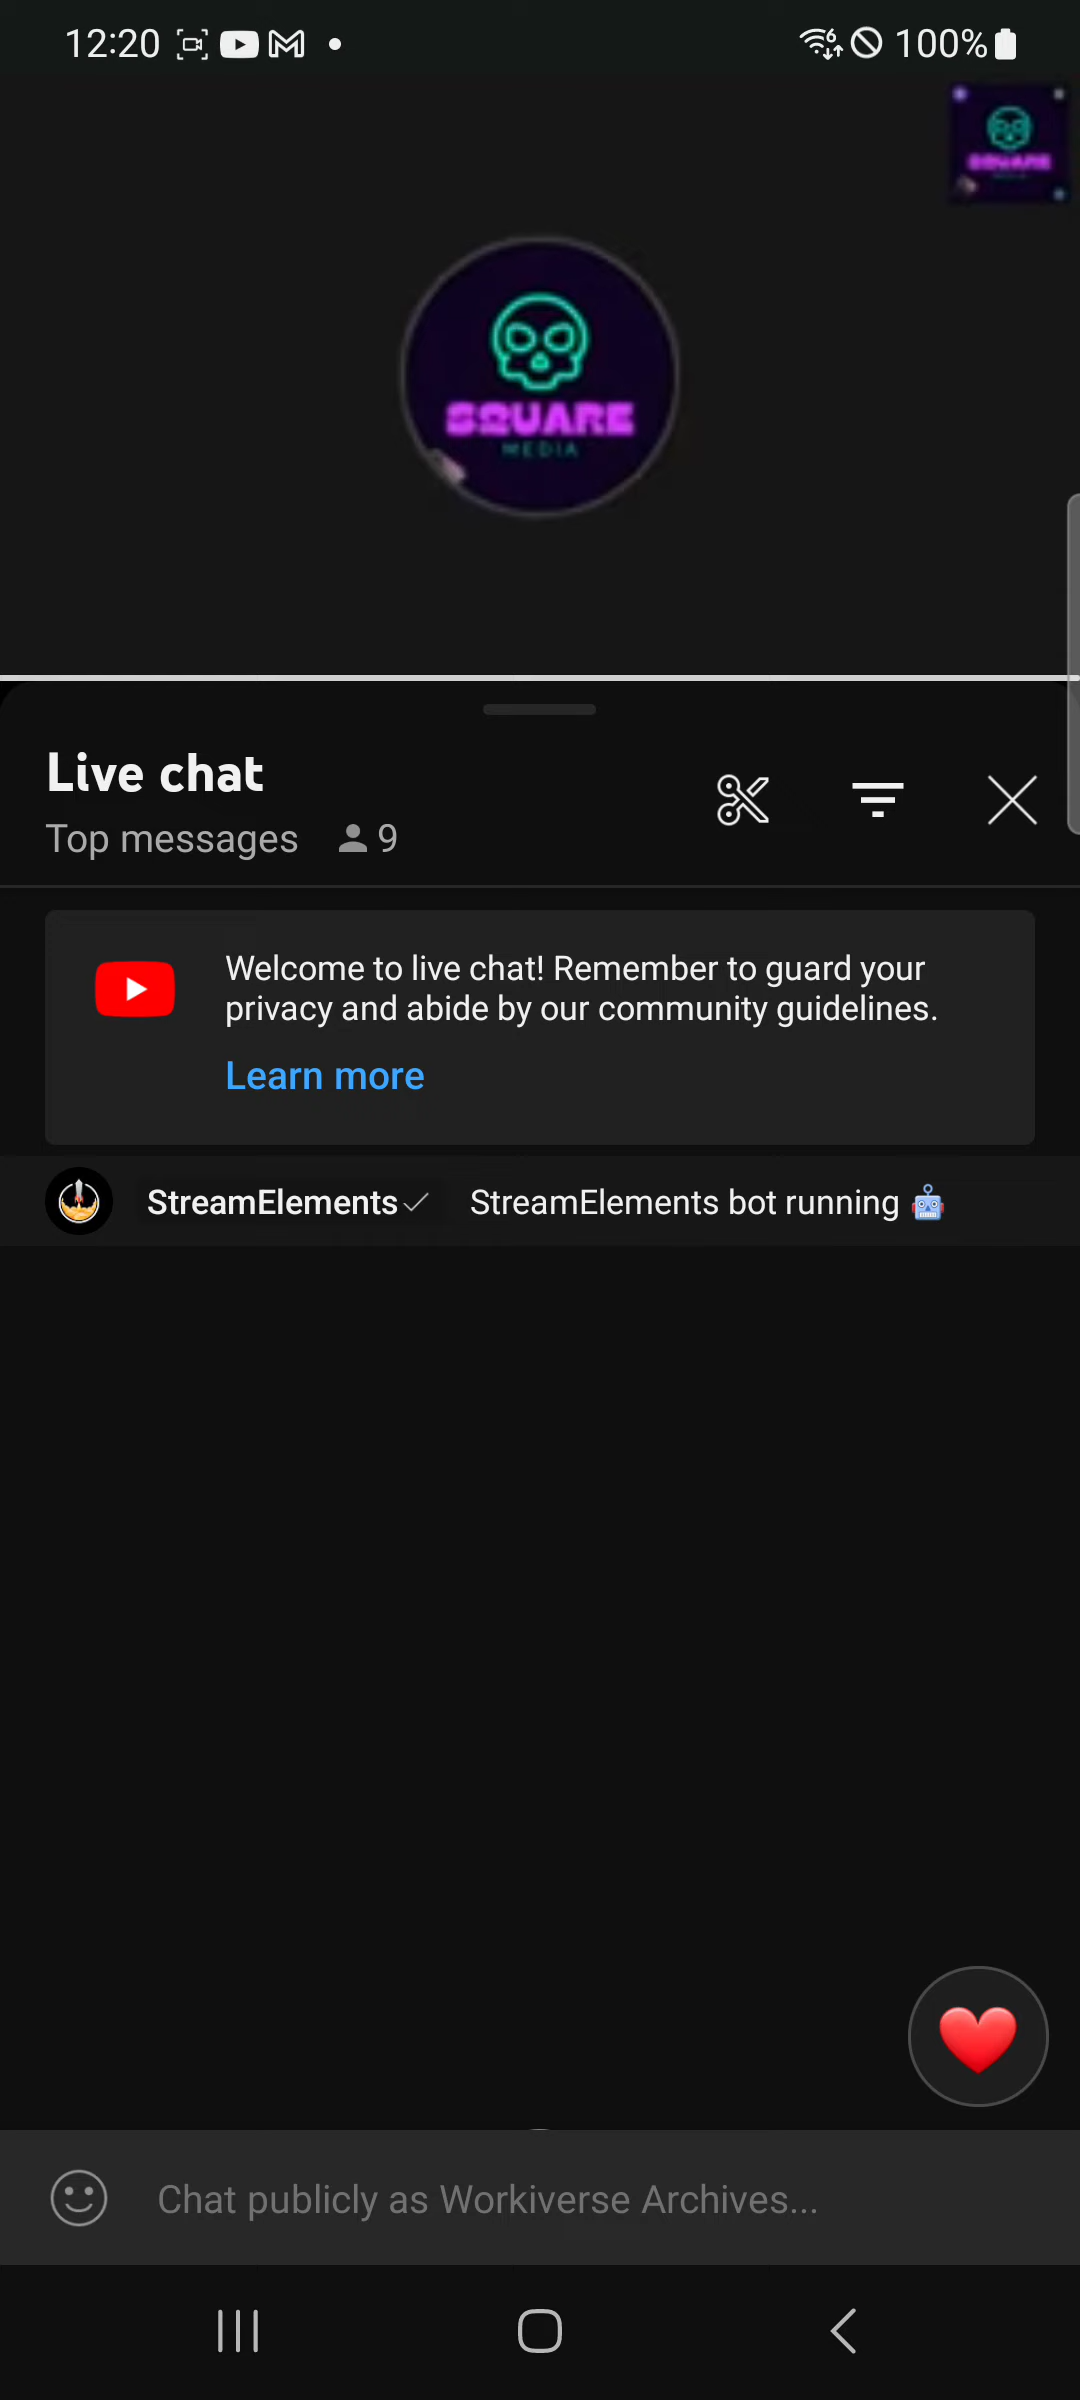 12:20
100%
SQUARE
SQUARE
MEDIA
Live chat
Top messages 9
Welcome to live chat! Remember to guard your
privacy and abide by our community guidelines.
Learn more
StreamElements StreamElements bot running
Chat publicly as Workiverse Archives...